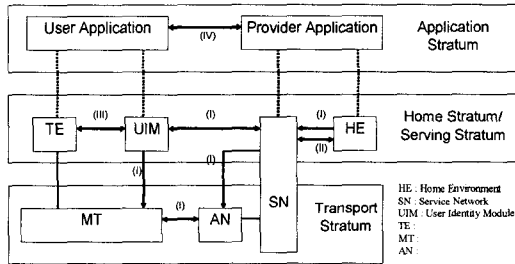 User Application
Provider Application
(IV)
Application
Stratum
TE
(III)
UIM
(I)
(I)
HE
(II)
Home Stratum/
Serving Stratum
(I)
(I)
SN
MT
(I)
AN
Transport
Stratum
HE : Home Environment
SN : Service Network
UIM : User Identity Module
TE :
MT :
AN :